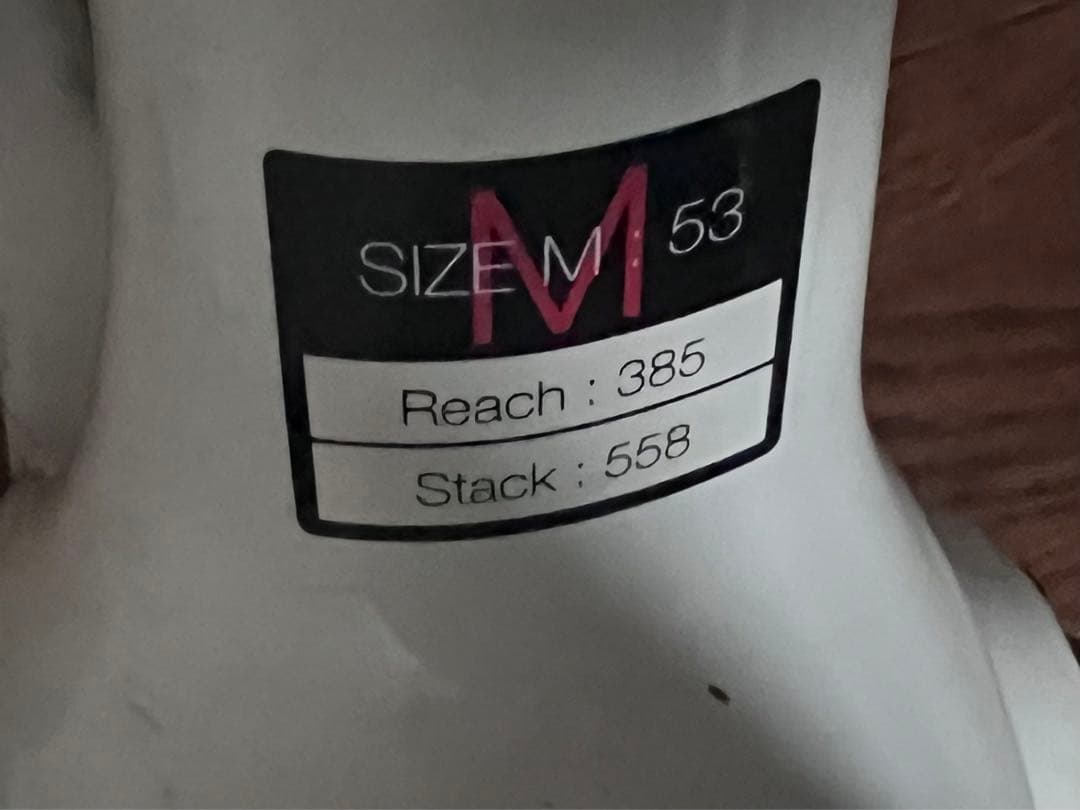 SIZE M : 53
M
Reach : 385
Stack : 558